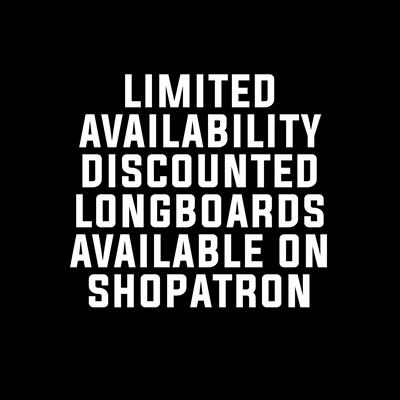 LIMITED
AVAILABILITY
DISCOUNTED
LONGBOARDS
AVAILABLE ON
SHOPATRON